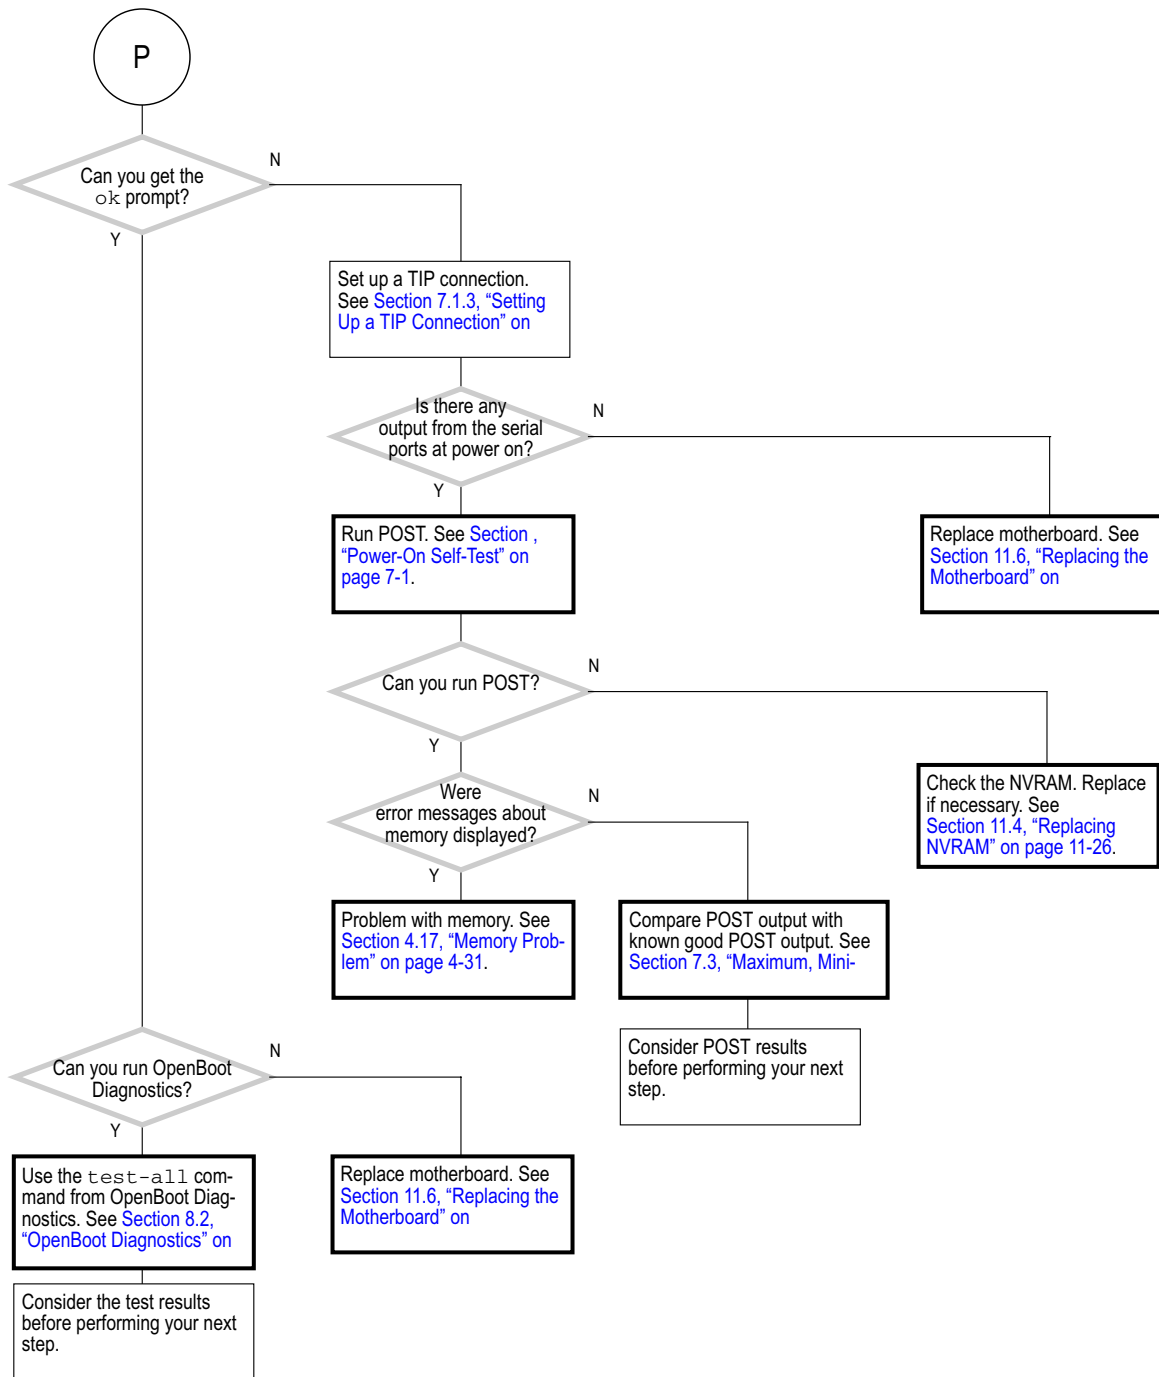 P
Can you get the
ok prompt?
N
Y
Set up a TIP connection.
See Section 7.1.3, “Setting
Up a TIP Connection” on
Is there any
output from the serial
ports at power on?
N
Y
Run POST. See Section ,
“Power-On Self-Test” on
page 7-1.
Replace motherboard. See
Section 11.6, “Replacing the
Motherboard” on
Can you run POST?
N
Y
Check the NVRAM. Replace
if necessary. See
Section 11.4, “Replacing
NVRAM” on page 11-26.
Were
error messages about
memory displayed?
N
Y
Problem with memory. See
Section 4.17, “Memory Prob-
lem” on page 4-31.
Compare POST output with
known good POST output. See
Section 7.3, “Maximum, Mini-
Consider POST results
before performing your next
step.
Can you run OpenBoot
Diagnostics?
N
Y
Use the test-all com-
mand from OpenBoot Diag-
nostics. See Section 8.2,
“OpenBoot Diagnostics” on
Replace motherboard. See
Section 11.6, “Replacing the
Motherboard” on
Consider the test results
before performing your next
step.